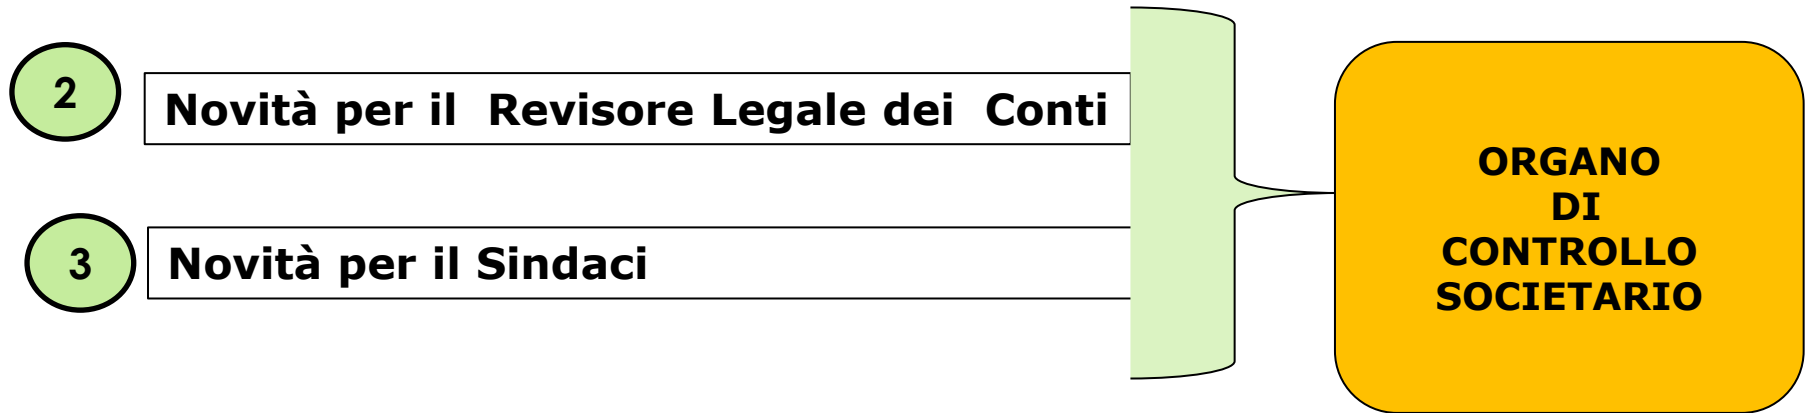 2
Novità per il Revisore Legale dei Conti
3
Novità per il Sindaci
ORGANO
DI
CONTROLLO
SOCIETARIO